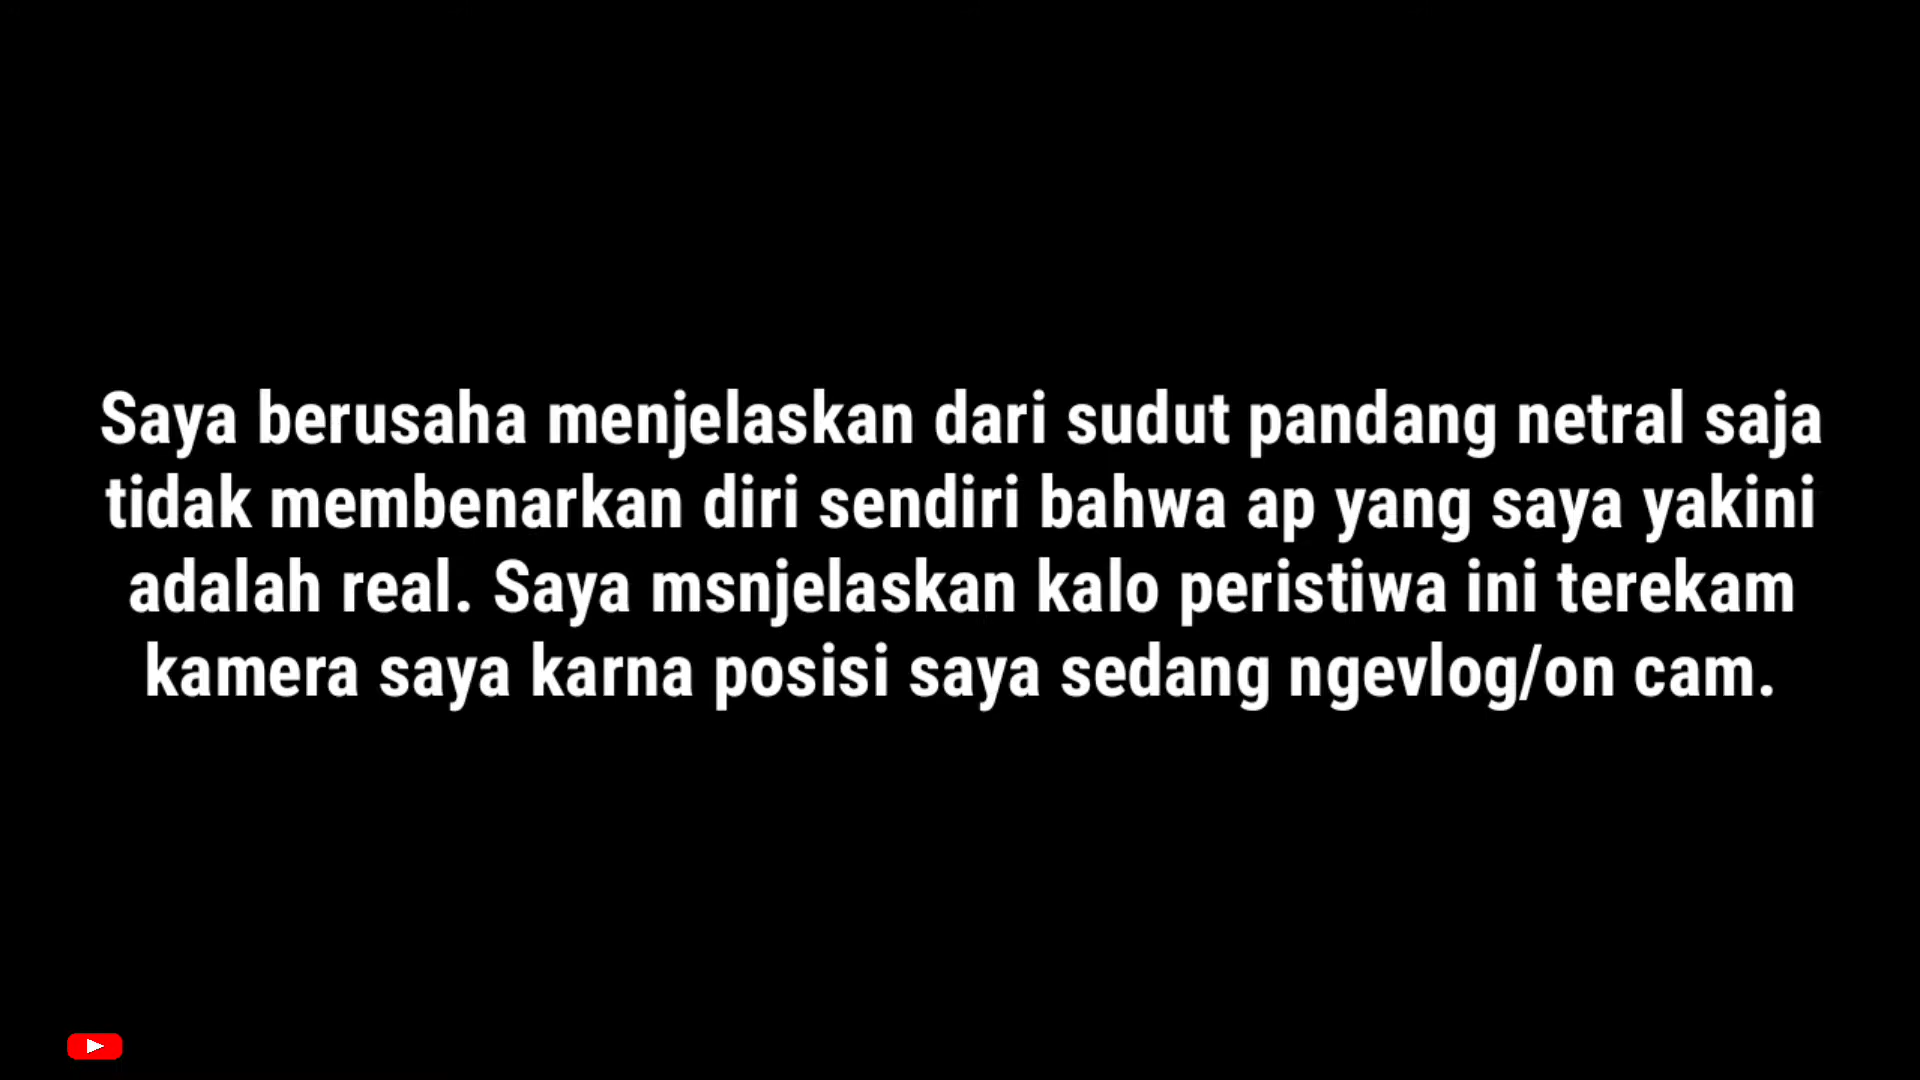 Saya berusaha menjelaskan dari sudut pandang netral saja
tidak membenarkan diri sendiri bahwa ap yang saya yakini
adalah real. Saya msnjelaskan kalo peristiwa ini terekam
kamera saya karna posisi saya sedang ngevlog/on cam.